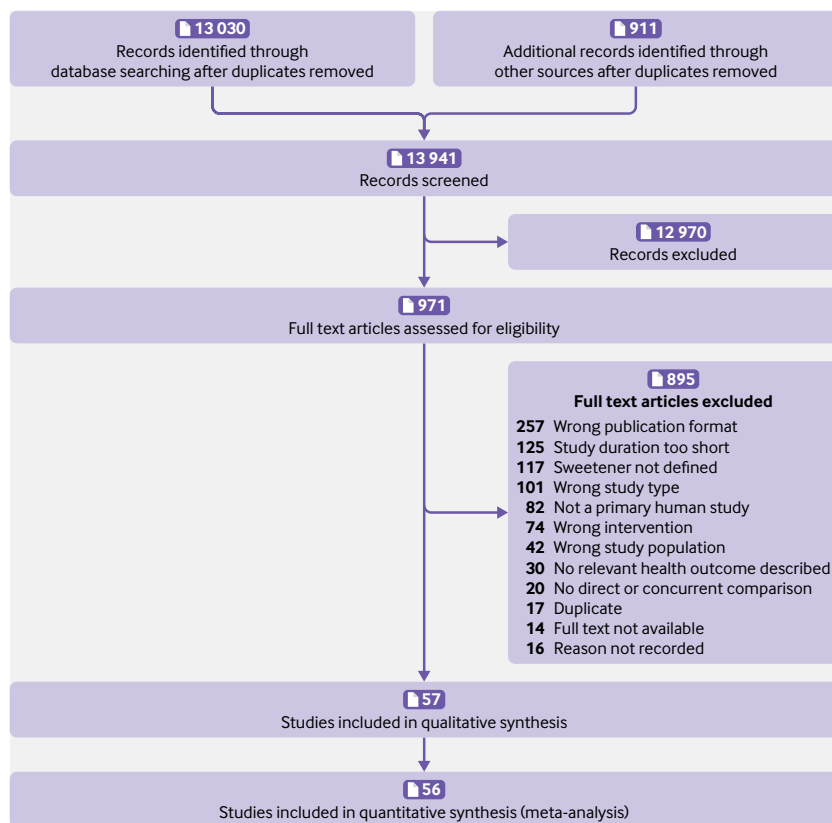 13 030
Records identified through
database searching after duplicates removed
911
Additional records identified through
other sources after duplicates removed
13 941
Records screened
12 970
Records excluded
971
Full text articles assessed for eligibility
895
Full text articles excluded
257 Wrong publication format
125 Study duration too short
117 Sweetener not defined
101 Wrong study type
82 Not a primary human study
74 Wrong intervention
42 Wrong study population
30 No relevant health outcome described
20 No direct or concurrent comparison
17 Duplicate
14 Full text not available
16 Reason not recorded
57
Studies included in qualitative synthesis
56
Studies included in quantitative synthesis (meta-analysis)